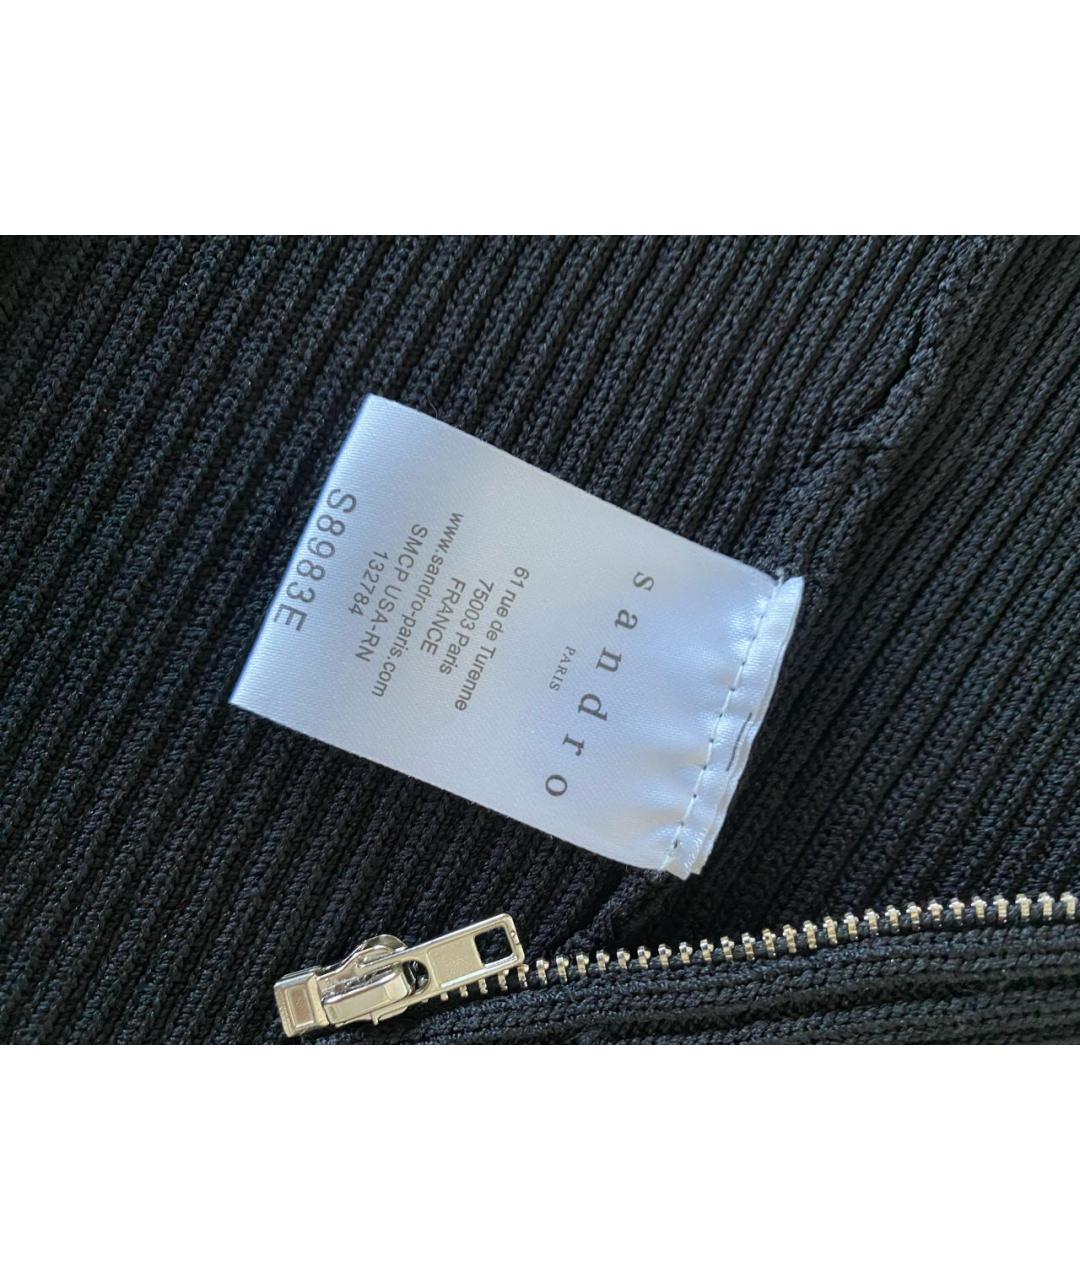 sandro
PARIS
61 rue de Turenne
75003 Paris
FRANCE
www.sandro-paris.com
SMCP USA-RN
132784
S8983E